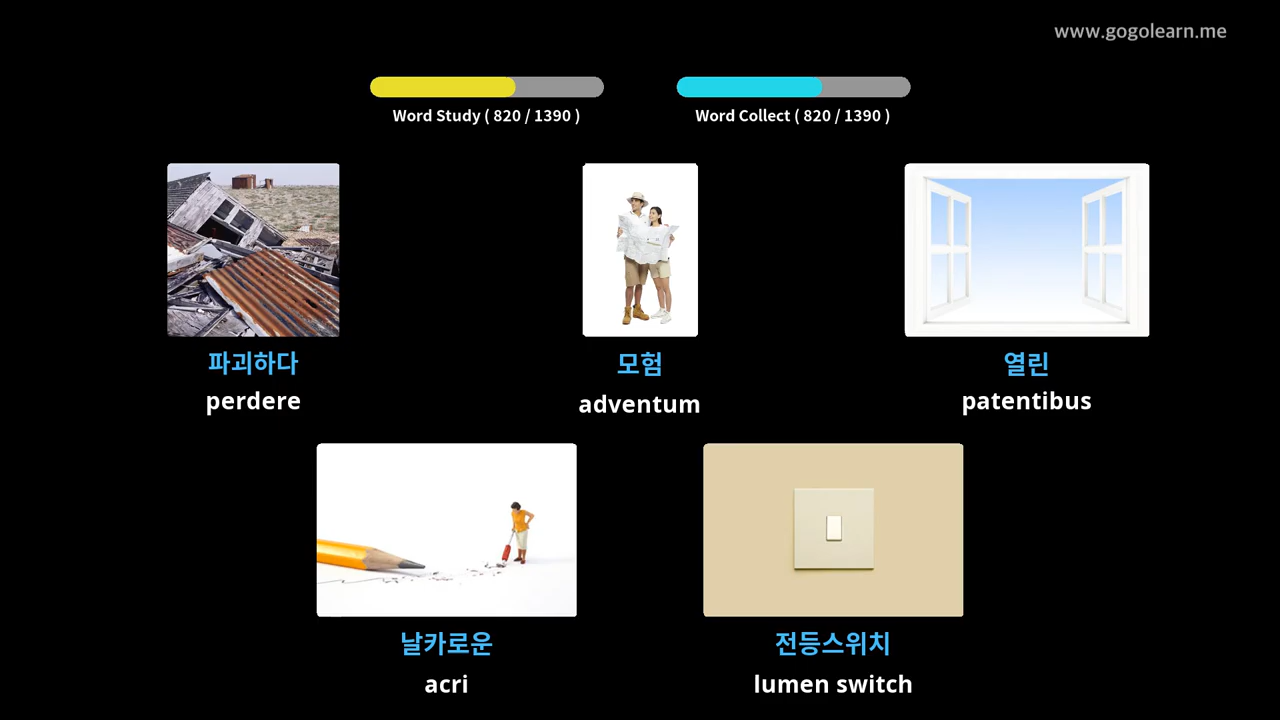 www.gogolearn.me
Word Study ( 820 / 1390 )
Word Collect ( 820 / 1390 )
파괴하다
perdere
모험
adventum
열린
patentibus
날카로운
acri
전등스위치
lumen switch